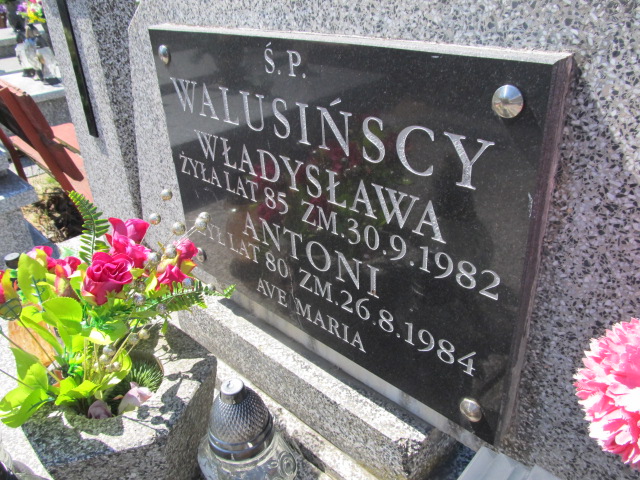 Ś.P.
WALUSIŃSCY
WŁADYSŁAWA
ŻYŁA LAT 85 ZM.30.9.1982
ANTONI
ŻYŁ LAT 80 ZM.26.8.1984
AVE MARIA